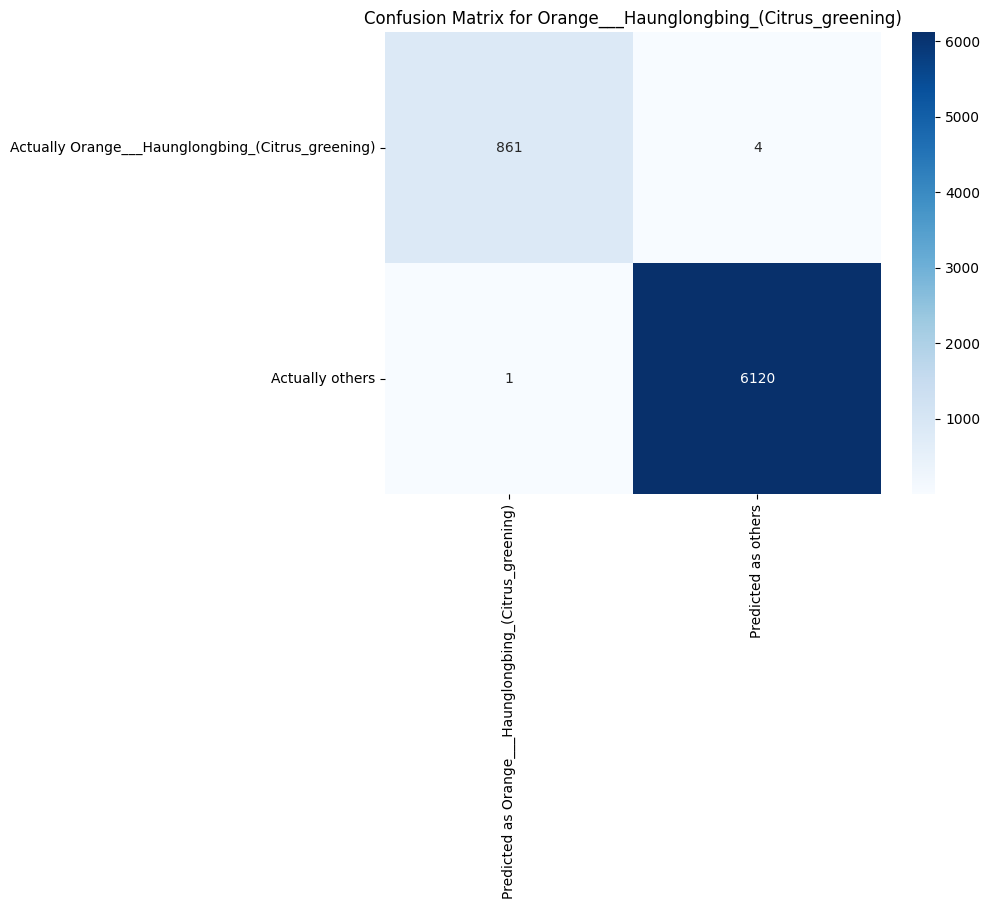 Confusion Matrix for Orange___Haunglongbing_(Citrus_greening)
Actually Orange___Haunglongbing_(Citrus_greening)
861
4
Actually others
1
6120
6000
5000
4000
3000
2000
1000
Predicted as Orange___Haunglongbing_(Citrus_greening)
Predicted as others